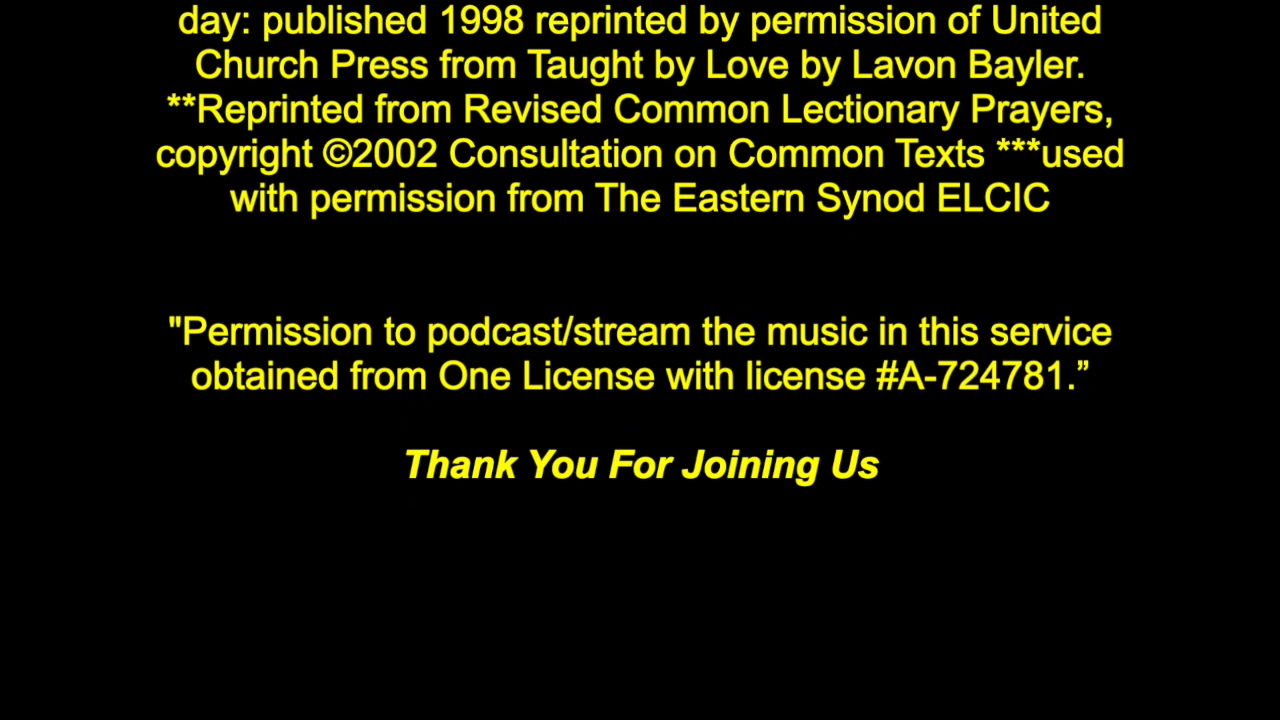 day: published 1998 reprinted by permission of United
Church Press from Taught by Love by Lavon Bayler.
**Reprinted from Revised Common Lectionary Prayers,
copyright ©2002 Consultation on Common Texts ***used
with permission from The Eastern Synod ELCIC
"Permission to podcast/stream the music in this service
obtained from One License with license #A-724781.”
Thank You For Joining Us